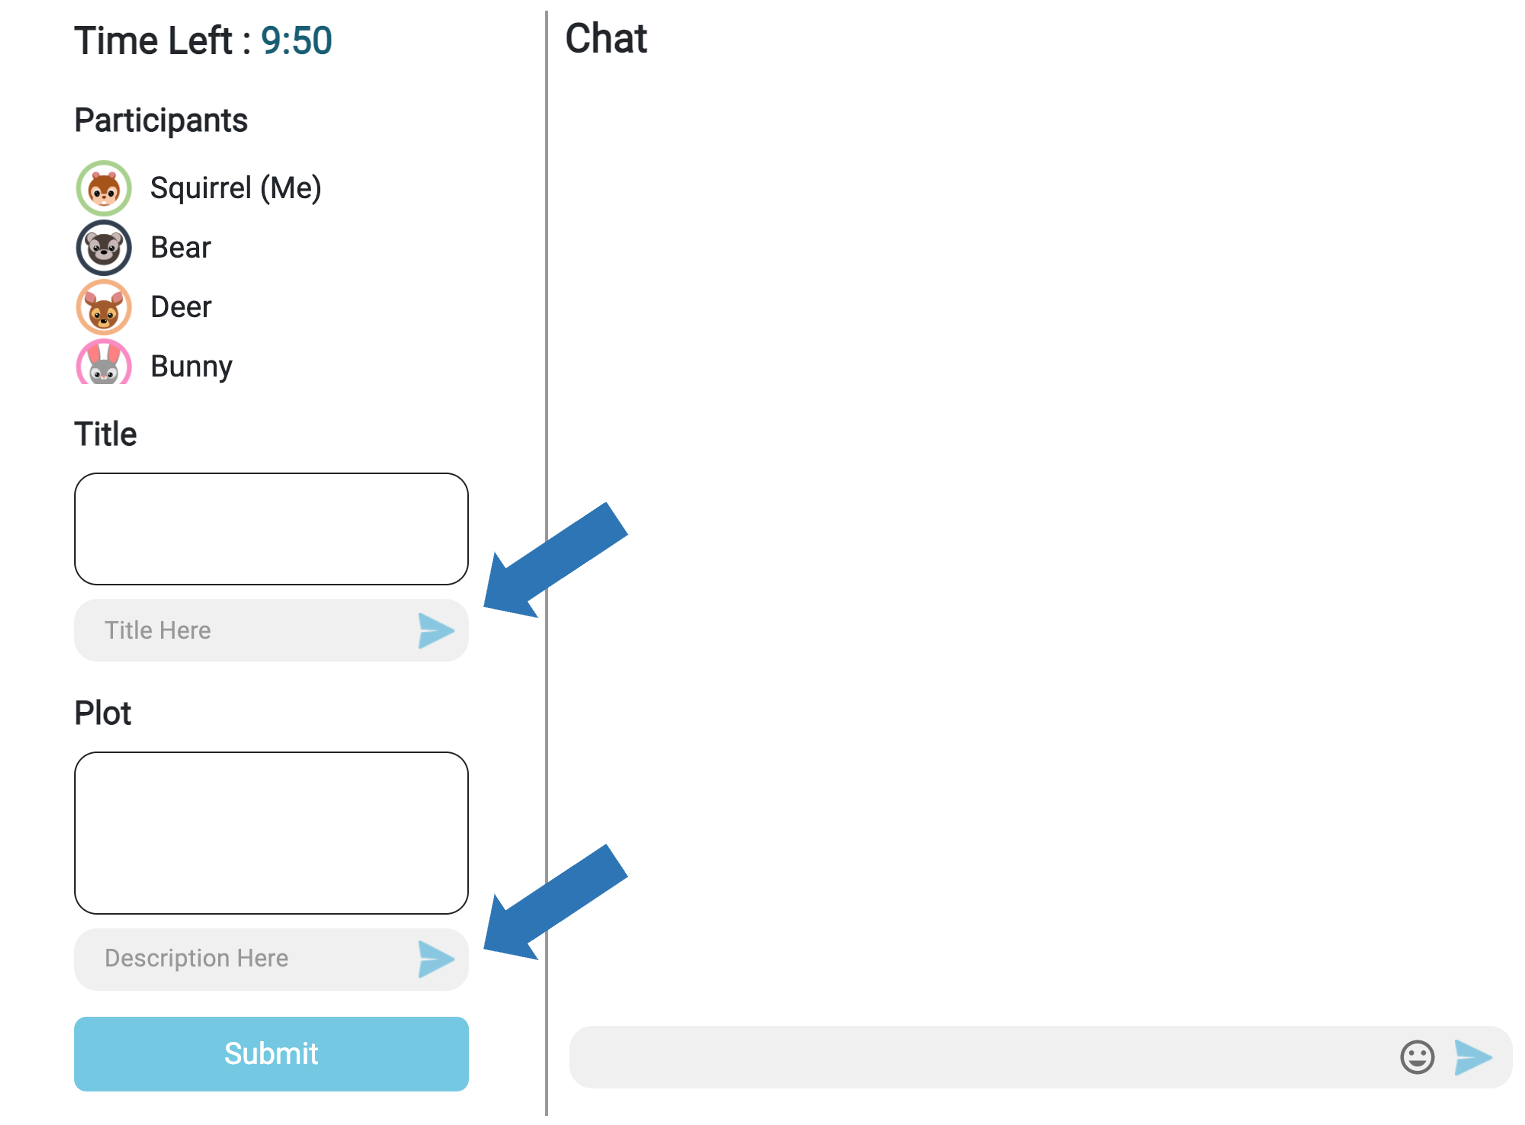 Time Left : 9:50
Participants
Squirrel (Me)
Bear
Deer
Bunny
Title
Title Here
Plot
Description Here
Submit
Chat